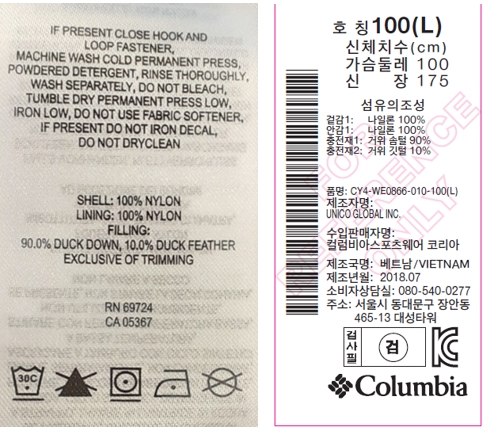 IF PRESENT CLOSE HOOK AND
LOOP FASTENER,
MACHINE WASH COLD PERMANENT PRESS,
POWDERED DETERGENT, RINSE THOROUGHLY,
WASH SEPARATELY, DO NOT BLEACH,
TUMBLE DRY PERMANENT PRESS LOW,
IRON LOW, DO NOT USE FABRIC SOFTENER,
IF PRESENT DO NOT IRON DECAL,
DO NOT DRYCLEAN
SHELL: 100% NYLON
LINING: 100% NYLON
FILLING:
90.0% DUCK DOWN, 10.0% DUCK FEATHER
EXCLUSIVE OF TRIMMING
RN 69724
CA 05367
30C
호 칭 100(L)
신체치수(cm)
가슴둘레 100
신 장 175
섬유의조성
겉감1: 나일론 100%
안감1: 나일론 100%
충전재1: 거위 솜털 90%
충전재2: 거위 깃털 10%
품명: CY4-WE0866-010-100(L)
제조자명:
UNICO GLOBAL INC.
수입판매자명:
컬럼비아스포츠웨어 코리아
제조국명: 베트남/VIETNAM
제조년월: 2018.07
소비자상담실: 080-540-0277
주소: 서울시 동대문구 장안동
465-13 대성타워
검사필
검
Columbia
FOR
REFERENCE
ONLY